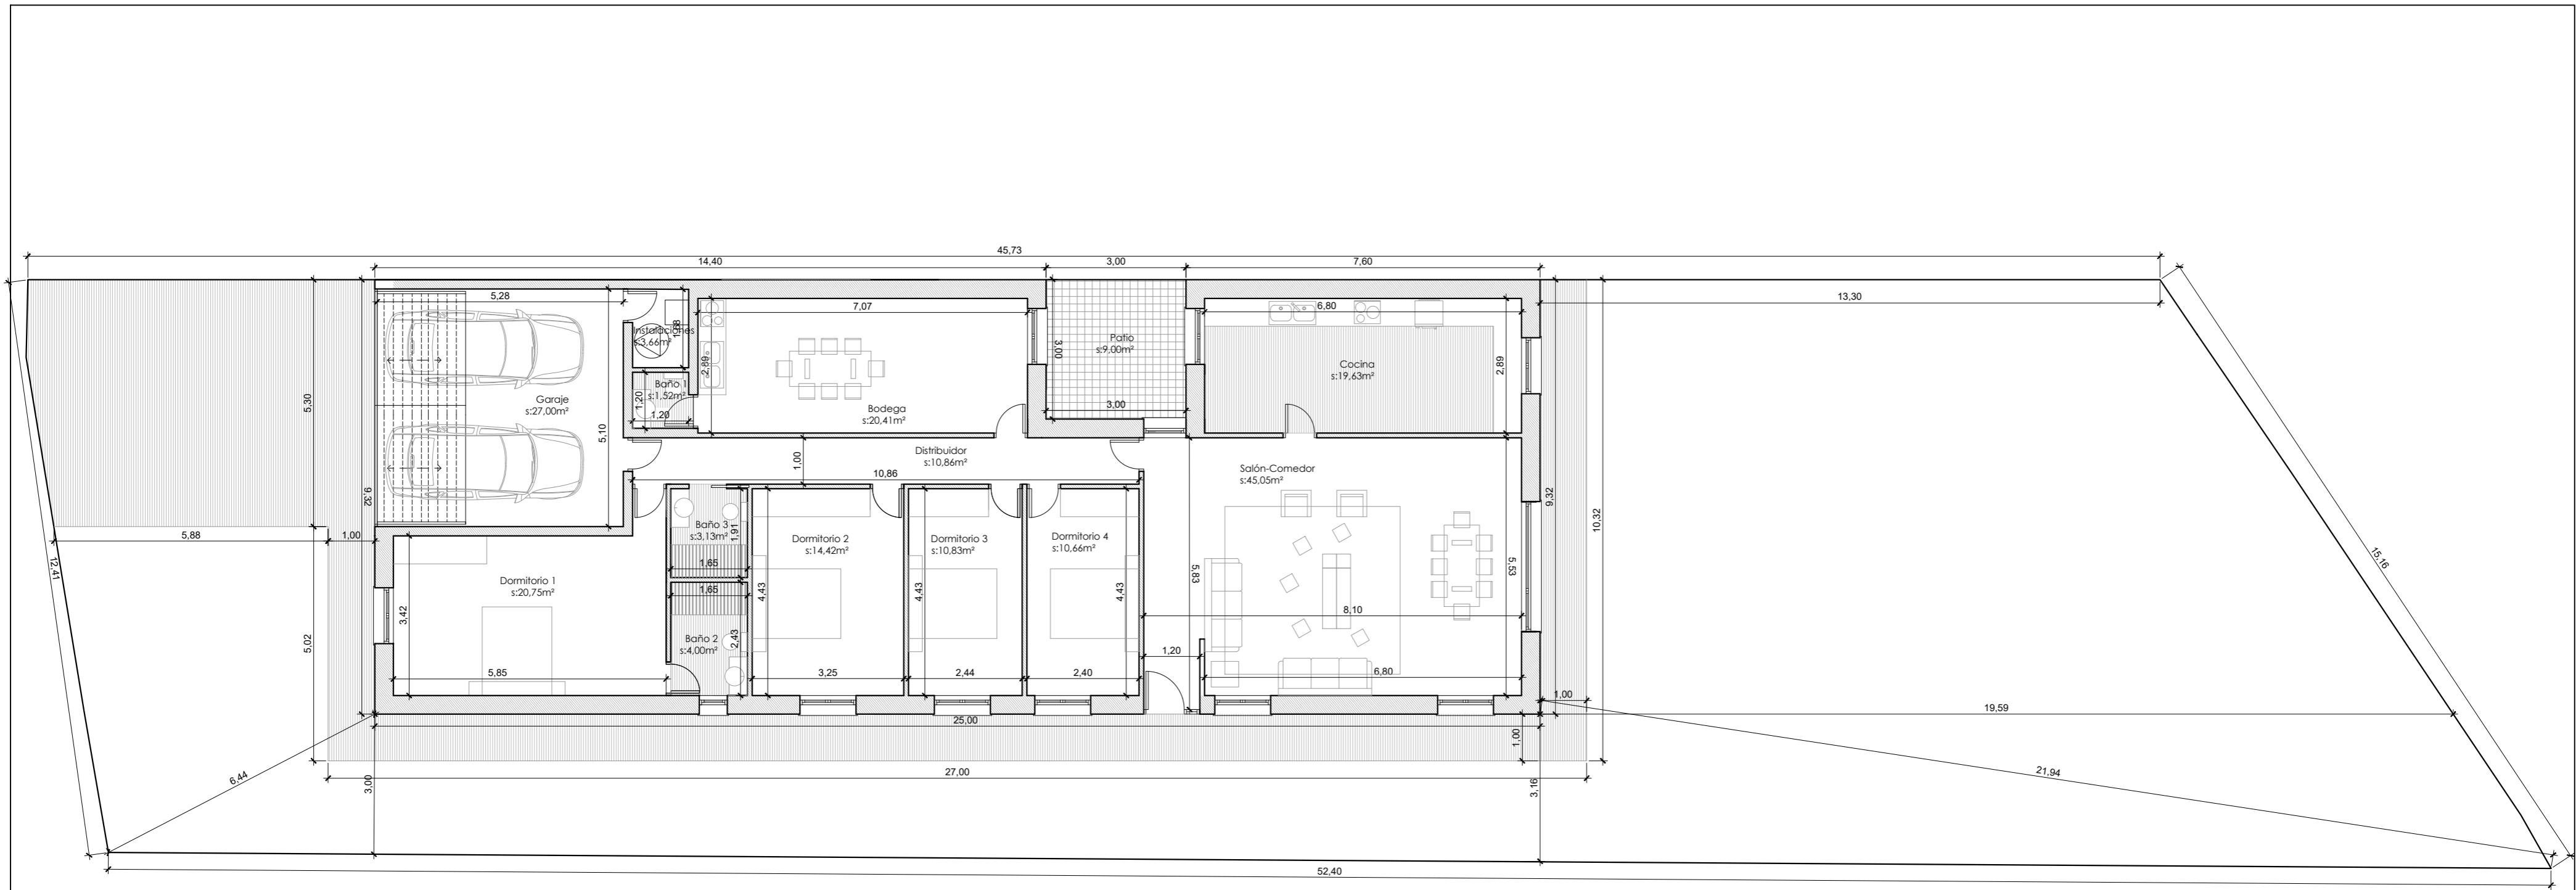 45,73
14,40
3,00
7,60
5,28
7,07
6,80
13,30
Instalaciones
s:3,66m²
1,88
2,89
Patio
s:9,00m²
3,00
3,00
Cocina
s:19,63m²
2,89
Baño 1
s:1,52m²
1,20
1,20
Garaje
s:27,00m²
5,30
5,10
Bodega
s:20,41m²
Distribuidor
s:10,86m²
1,00
10,86
Salón-Comedor
s:45,05m²
9,32
9,32
10,32
5,88
1,00
12,41
Baño 3
s:3,13m²
1,91
1,65
Dormitorio 2
s:14,42m²
Dormitorio 3
s:10,83m²
Dormitorio 4
s:10,66m²
15,16
Dormitorio 1
s:20,75m²
3,42
1,65
4,43
4,43
4,43
5,83
5,53
8,10
5,02
Baño 2
s:4,00m²
2,43
5,85
3,25
2,44
2,40
1,20
6,80
1,00
19,59
25,00
1,00
27,00
6,44
3,00
3,16
21,94
52,40